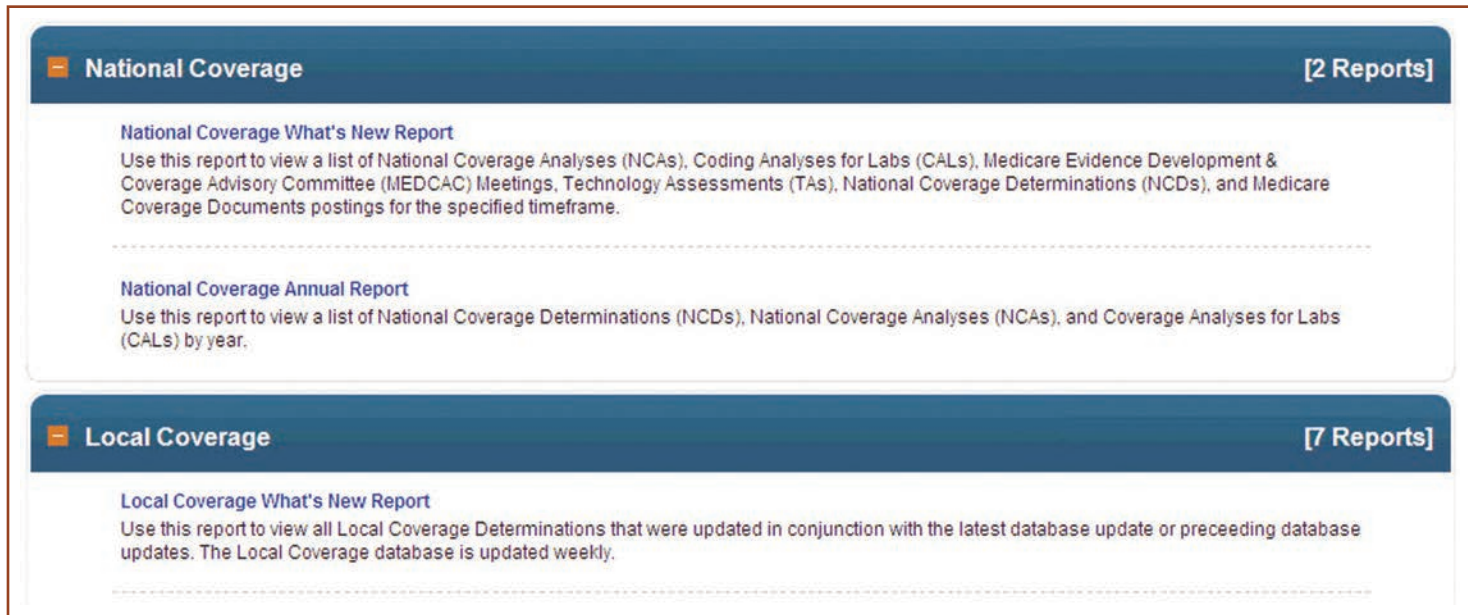 National Coverage [2 Reports]
National Coverage What's New Report
Use this report to view a list of National Coverage Analyses (NCAs), Coding Analyses for Labs (CALs), Medicare Evidence Development &
Coverage Advisory Committee (MEDCAC) Meetings, Technology Assessments (TAs), National Coverage Determinations (NCDs), and Medicare
Coverage Documents postings for the specified timeframe.
National Coverage Annual Report
Use this report to view a list of National Coverage Determinations (NCDs), National Coverage Analyses (NCAs), and Coverage Analyses for Labs
(CALs) by year.
Local Coverage [7 Reports]
Local Coverage What's New Report
Use this report to view all Local Coverage Determinations that were updated in conjunction with the latest database update or preceeding database
updates. The Local Coverage database is updated weekly.